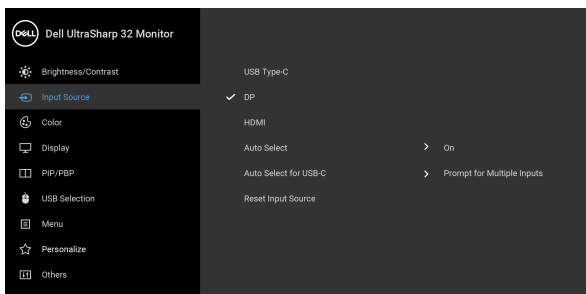 DELL Dell UltraSharp 32 Monitor
Brightness/Contrast
USB Type-C
Input Source
DP
Color
HDMI
Display
Auto Select
On
PIP/PBP
Auto Select for USB-C
Prompt for Multiple Inputs
USB Selection
Reset Input Source
Menu
Personalize
Others